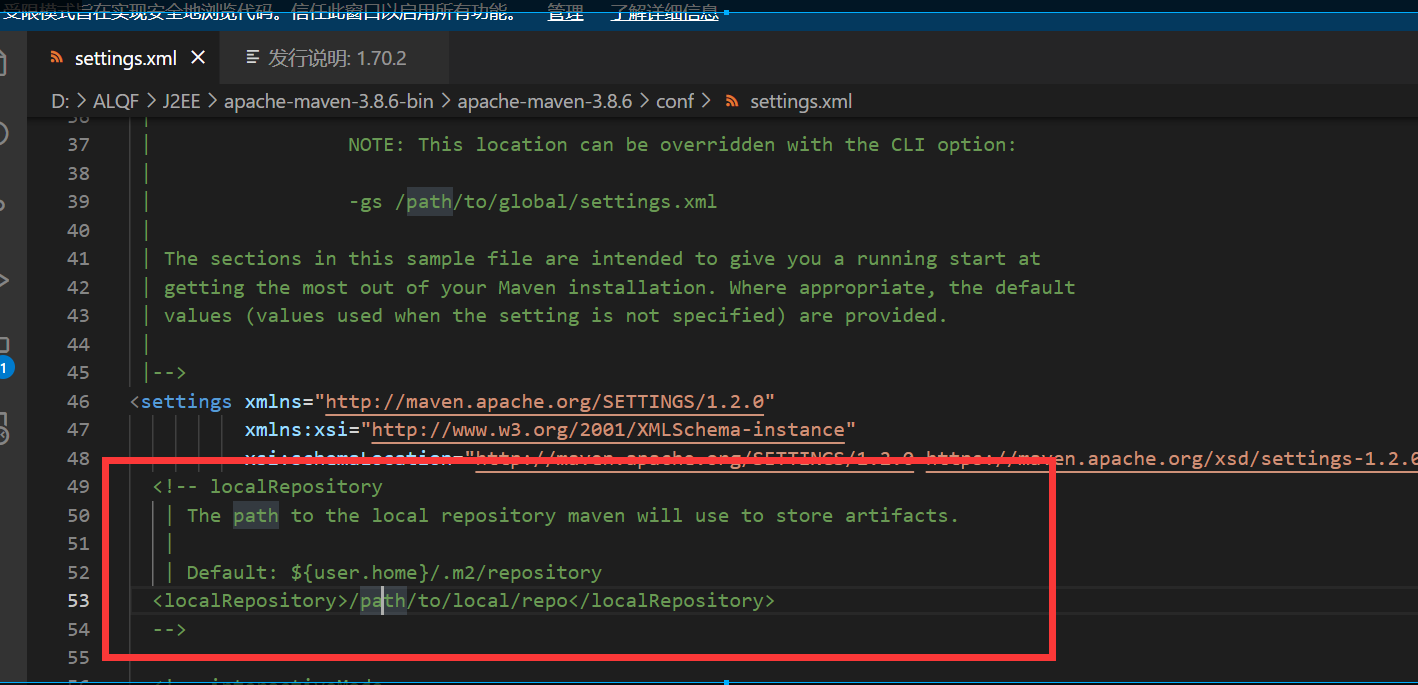 受限模式旨在实现安全地浏览代码。信任此窗口以启用所有功能。 管理 了解详细信息
settings.xml 发行说明: 1.70.2
D: > ALQF > J2EE > apache-maven-3.8.6-bin > apache-maven-3.8.6 > conf > settings.xml
36 |
37 | NOTE: This location can be overridden with the CLI option:
38 |
39 | -gs /path/to/global/settings.xml
40 |
41 | The sections in this sample file are intended to give you a running start at
42 | getting the most out of your Maven installation. Where appropriate, the default
43 | values (values used when the setting is not specified) are provided.
44 |
45 |-->
46 <settings xmlns="http://maven.apache.org/SETTINGS/1.2.0"
47 xmlns:xsi="http://www.w3.org/2001/XMLSchema-instance"
48 xsi:schemaLocation="http://maven.apache.org/SETTINGS/1.2.0 https://maven.apache.org/xsd/settings-1.2.0
49 <!-- localRepository
50 | The path to the local repository maven will use to store artifacts.
51 |
52 | Default: ${user.home}/.m2/repository
53 <localRepository>/path/to/local/repo</localRepository>
54 -->
55
56 <!-- interactiveMode
1